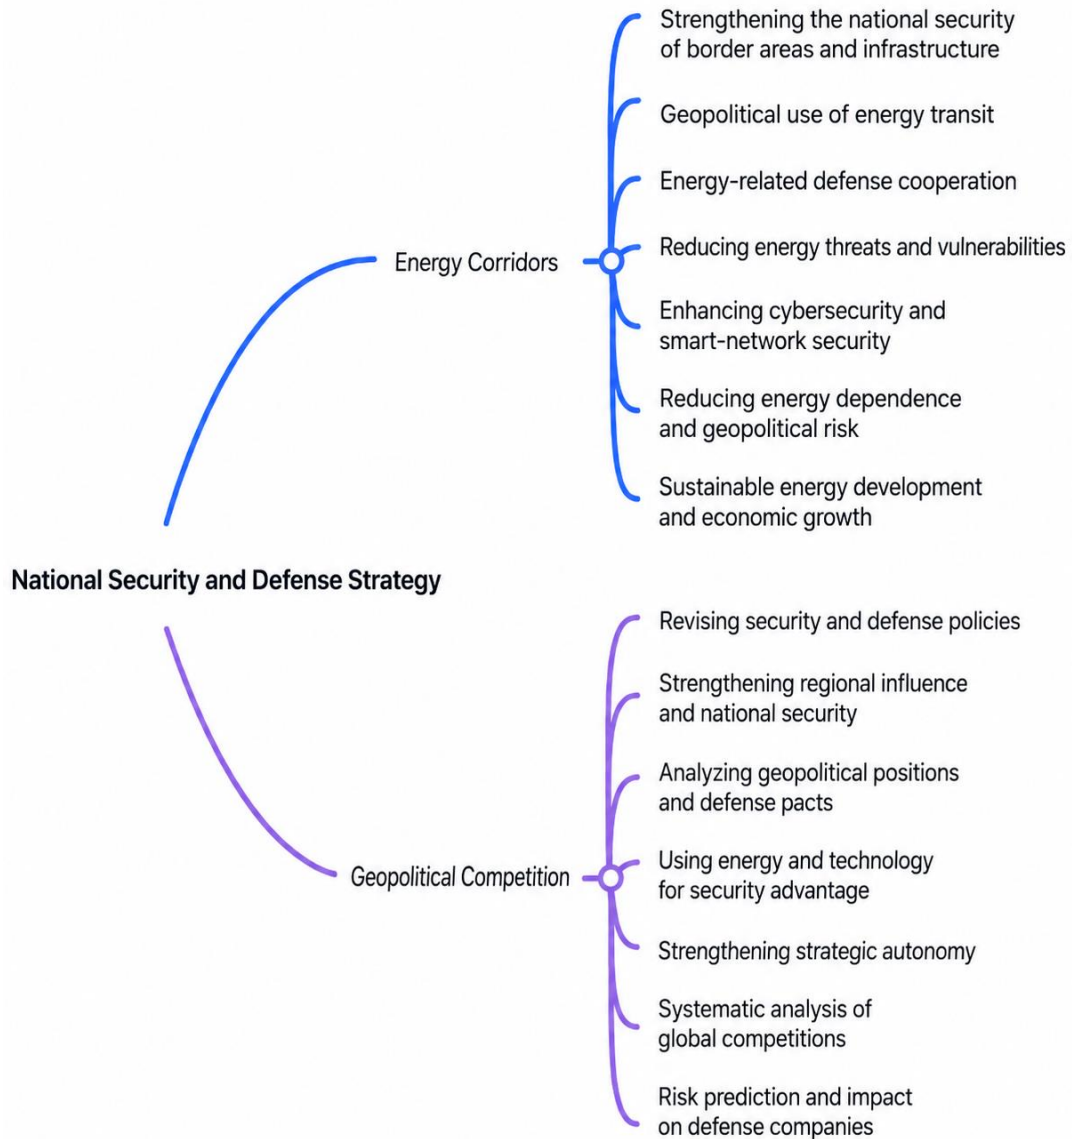 Strengthening the national security
of border areas and infrastructure
Geopolitical use of energy transit
Energy-related defense cooperation
Reducing energy threats and vulnerabilities
Energy Corridors
Enhancing cybersecurity and
smart-network security
Reducing energy dependence
and geopolitical risk
Sustainable energy development
and economic growth
National Security and Defense Strategy
Revising security and defense policies
Strengthening regional influence
and national security
Analyzing geopolitical positions
and defense pacts
Using energy and technology
for security advantage
Geopolitical Competition
Strengthening strategic autonomy
Systematic analysis of
global competitions
Risk prediction and impact
on defense companies